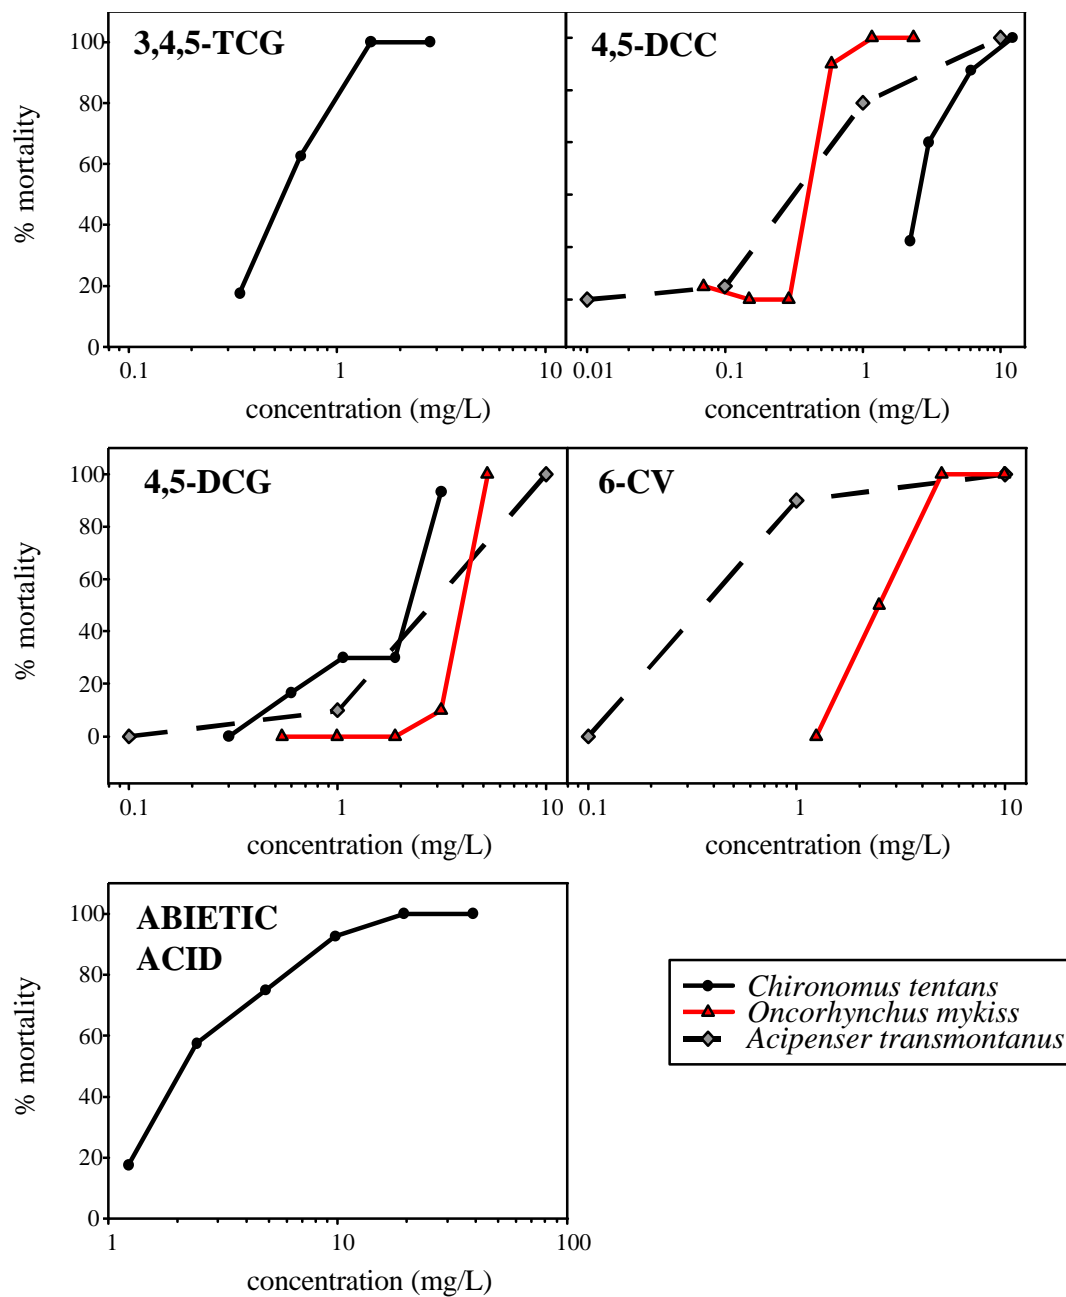 3,4,5-TCG
% mortality
100
80
60
40
20
0
0.1 1 10
concentration (mg/L)
4,5-DCC
0.01 0.1 1 10
concentration (mg/L)
4,5-DCG
% mortality
100
80
60
40
20
0
0.1 1 10
concentration (mg/L)
6-CV
0.1 1 10
concentration (mg/L)
ABIETIC
ACID
% mortality
100
80
60
40
20
0
1 10 100
concentration (mg/L)
Chironomus tentans
Oncorhynchus mykiss
Acipenser transmontanus